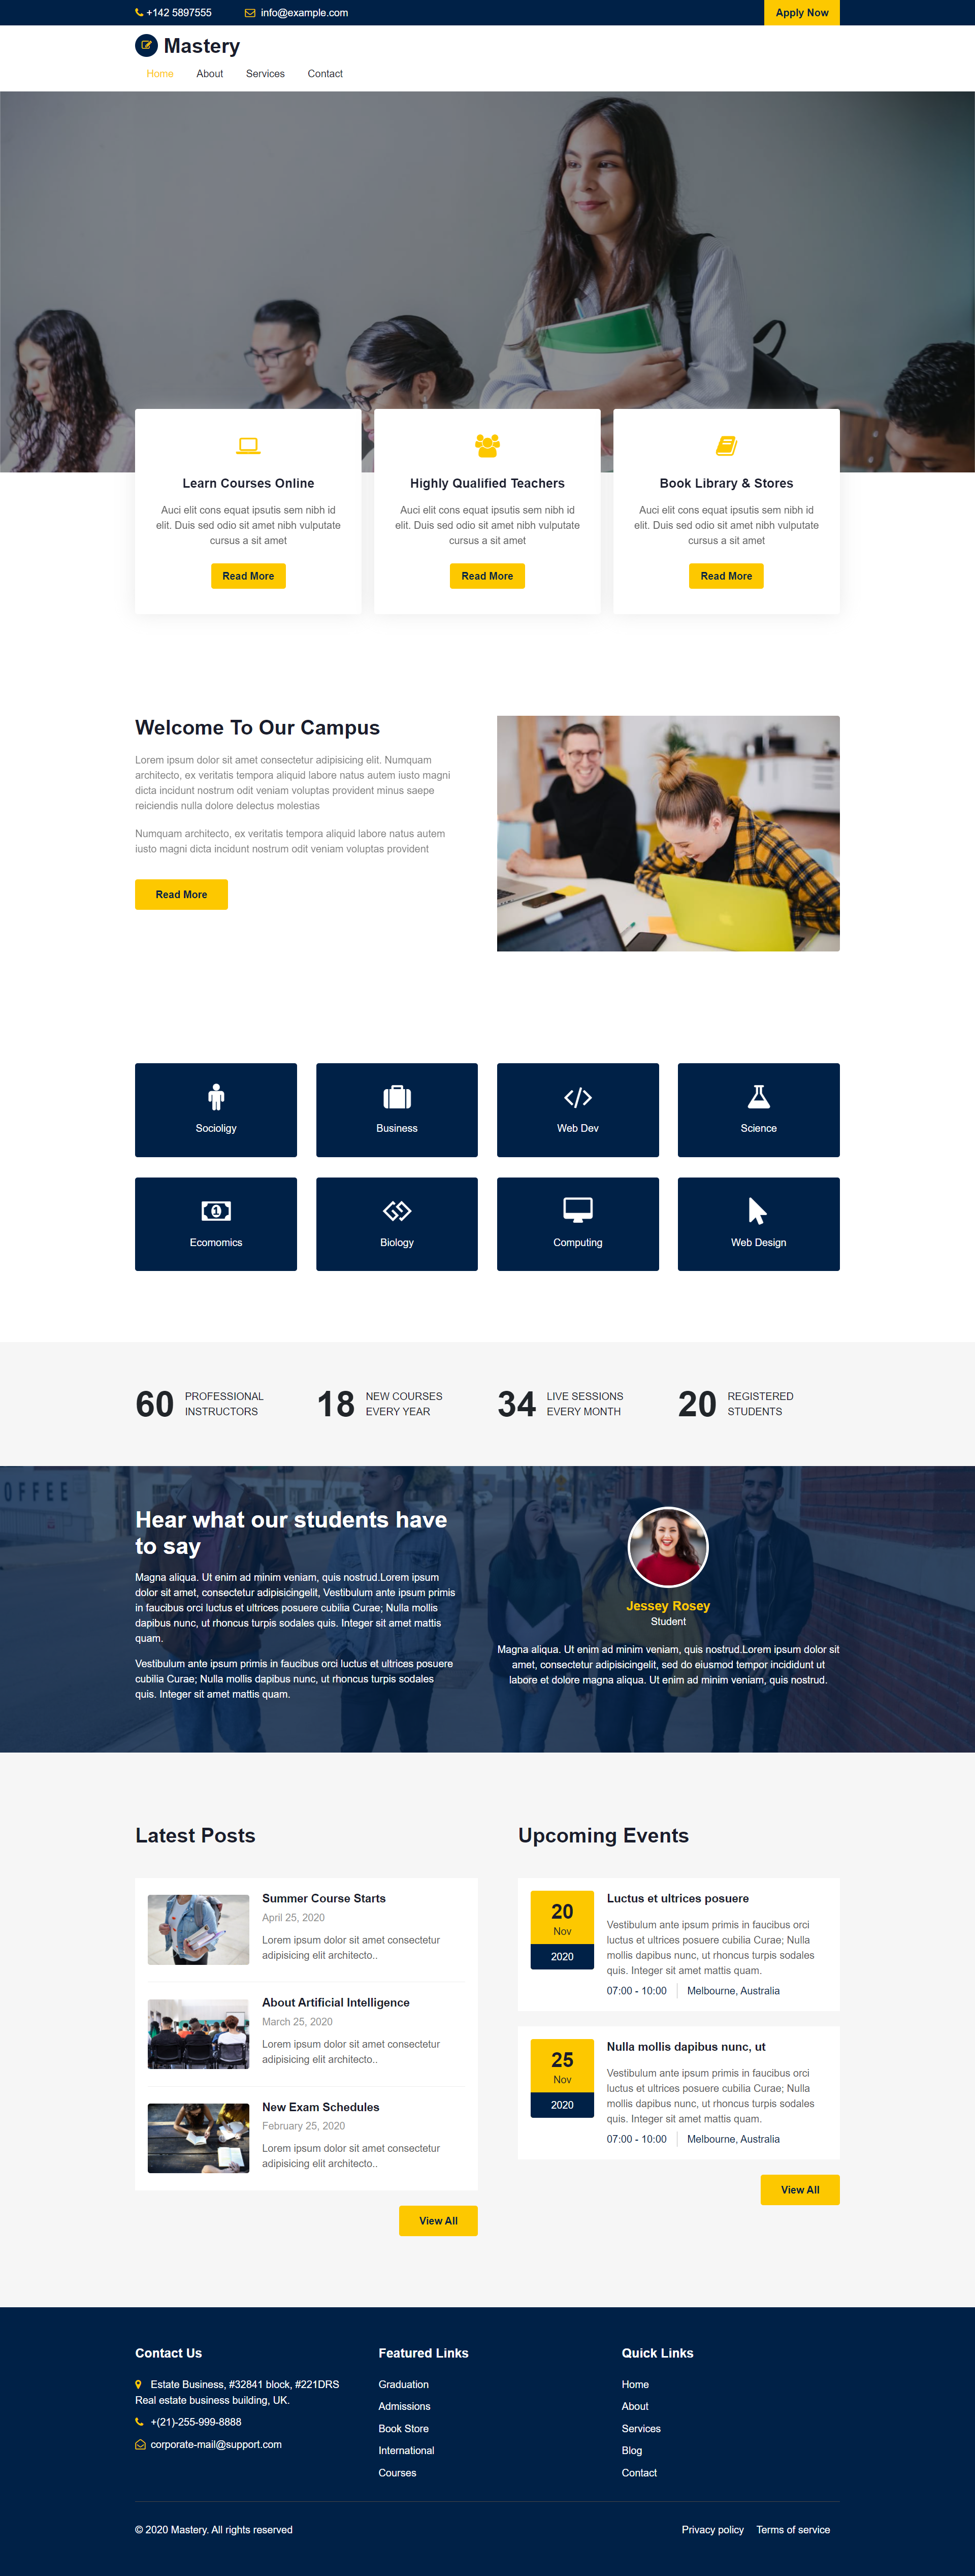 +142 5897555 info@example.com Apply Now
Mastery
Home About Services Contact
Learn Courses Online
Auci elit cons equat ipsutis sem nibh id
elit. Duis sed odio sit amet nibh vulputate
cursus a sit amet
Read More
Highly Qualified Teachers
Auci elit cons equat ipsutis sem nibh id
elit. Duis sed odio sit amet nibh vulputate
cursus a sit amet
Read More
Book Library & Stores
Auci elit cons equat ipsutis sem nibh id
elit. Duis sed odio sit amet nibh vulputate
cursus a sit amet
Read More
Welcome To Our Campus
Lorem ipsum dolor sit amet consectetur adipisicing elit. Numquam
architecto, ex veritatis tempora aliquid labore natus autem iusto magni
dicta incidunt nostrum odit veniam voluptas provident minus saepe
reiciendis nulla dolore delectus molestias
Numquam architecto, ex veritatis tempora aliquid labore natus autem
iusto magni dicta incidunt nostrum odit veniam voluptas provident
Read More
Socioligy
Business
Web Dev
Science
Ecomomics
Biology
Computing
Web Design
60
PROFESSIONAL
INSTRUCTORS
18
NEW COURSES
EVERY YEAR
34
LIVE SESSIONS
EVERY MONTH
20
REGISTERED
STUDENTS
OFFEE
Hear what our students have
to say
Magna aliqua. Ut enim ad minim veniam, quis nostrud.Lorem ipsum
dolor sit amet, consectetur adipisicingelit, Vestibulum ante ipsum primis
in faucibus orci luctus et ultrices posuere cubilia Curae; Nulla mollis
dapibus nunc, ut rhoncus turpis sodales quis. Integer sit amet mattis
quam.
Vestibulum ante ipsum primis in faucibus orci luctus et ultrices posuere
cubilia Curae; Nulla mollis dapibus nunc, ut rhoncus turpis sodales
quis. Integer sit amet mattis quam.
Jessey Rosey
Student
Magna aliqua. Ut enim ad minim veniam, quis nostrud.Lorem ipsum dolor sit
amet, consectetur adipisicingelit, sed do eiusmod tempor incididunt ut
labore et dolore magna aliqua. Ut enim ad minim veniam, quis nostrud.
Latest Posts
Summer Course Starts
April 25, 2020
Lorem ipsum dolor sit amet consectetur
adipisicing elit architecto..
About Artificial Intelligence
March 25, 2020
Lorem ipsum dolor sit amet consectetur
adipisicing elit architecto..
New Exam Schedules
February 25, 2020
Lorem ipsum dolor sit amet consectetur
adipisicing elit architecto..
View All
Upcoming Events
20
Nov
2020
Luctus et ultrices posuere
Vestibulum ante ipsum primis in faucibus orci
luctus et ultrices posuere cubilia Curae; Nulla
mollis dapibus nunc, ut rhoncus turpis sodales
quis. Integer sit amet mattis quam.
07:00 - 10:00 Melbourne, Australia
25
Nov
2020
Nulla mollis dapibus nunc, ut
Vestibulum ante ipsum primis in faucibus orci
luctus et ultrices posuere cubilia Curae; Nulla
mollis dapibus nunc, ut rhoncus turpis sodales
quis. Integer sit amet mattis quam.
07:00 - 10:00 Melbourne, Australia
View All
Contact Us
Estate Business, #32841 block, #221DRS
Real estate business building, UK.
+(21)-255-999-8888
corporate-mail@support.com
Featured Links
Graduation
Admissions
Book Store
International
Courses
Quick Links
Home
About
Services
Blog
Contact
© 2020 Mastery. All rights reserved
Privacy policy Terms of service